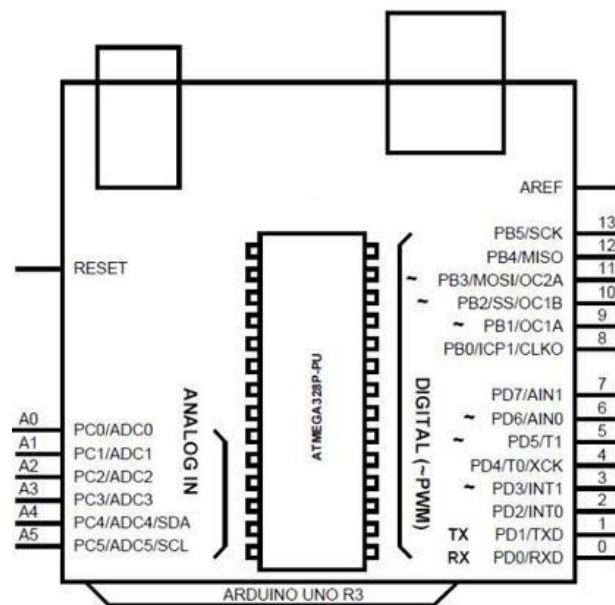 AREF
PB5/SCK 13
PB4/MISO 12
~ PB3/MOSI/OC2A 11
~ PB2/SS/OC1B 10
~ PB1/OC1A 9
PB0/ICP1/CLKO 8
PD7/AIN1 7
~ PD6/AIN0 6
~ PD5/T1 5
PD4/T0/XCK 4
~ PD3/INT1 3
PD2/INT0 2
TX PD1/TXD 1
RX PD0/RXD 0
RESET
A0 PC0/ADC0
A1 PC1/ADC1
A2 PC2/ADC2
A3 PC3/ADC3
A4 PC4/ADC4/SDA
A5 PC5/ADC5/SCL
ANALOG IN
ATMEGA328P-PU
DIGITAL (~PWM)
ARDUINO UNO R3